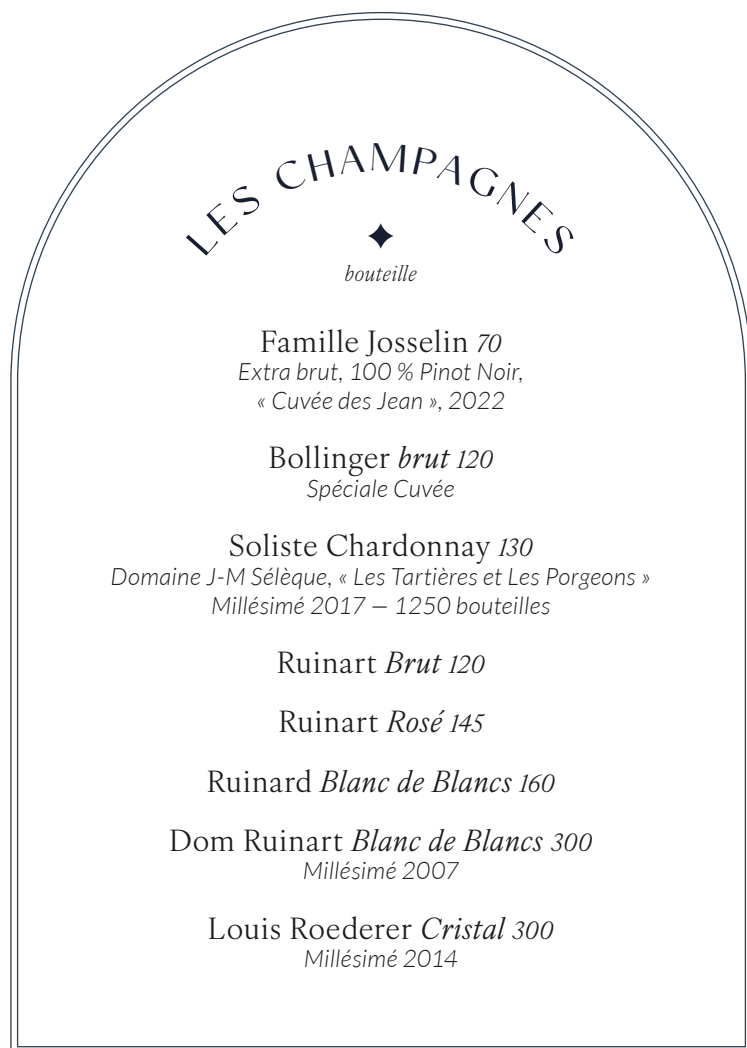 LES CHAMPAGNES
bouteille
Famille Josselin 70
Extra brut, 100 % Pinot Noir,
« Cuvée des Jean », 2022
Bollinger brut 120
Spéciale Cuvée
Soliste Chardonnay 130
Domaine J-M Sélèque, « Les Tartières et Les Porgeons »
Millésimé 2017 – 1250 bouteilles
Ruinart Brut 120
Ruinart Rosé 145
Ruinard Blanc de Blancs 160
Dom Ruinart Blanc de Blancs 300
Millésimé 2007
Louis Roederer Cristal 300
Millésimé 2014